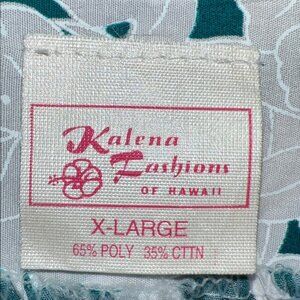 Kalena
Fashions
OF HAWAII
X-LARGE
65% POLY 35% CTTN